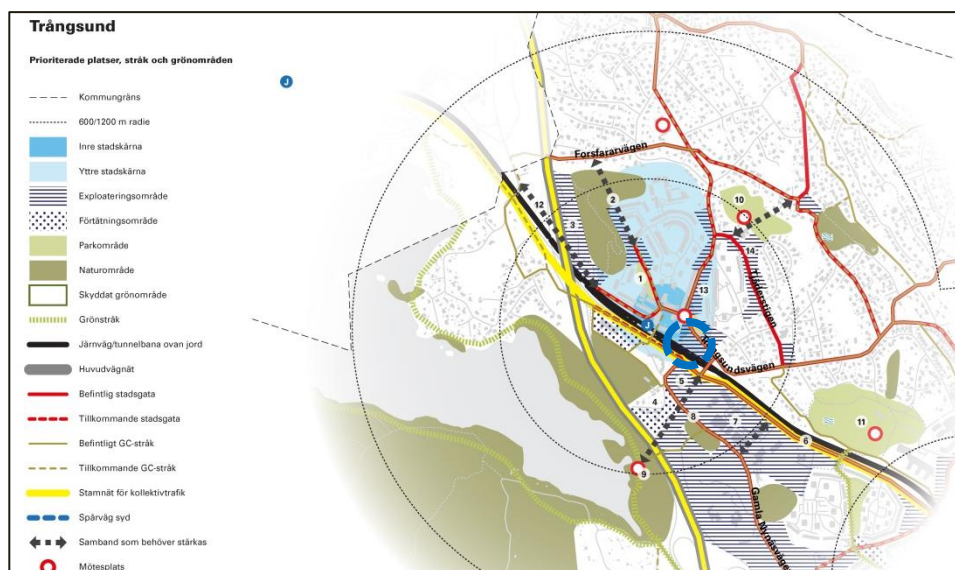 Trångsund
Prioriterade platser, stråk och grönområden
J
Kommungräns
600/1200 m radie
Inre stadskärna
Yttre stadskärna
Exploateringsområde
Förtätningsområde
Parkområde
Naturområde
Skyddat grönområde
Grönstråk
Järnväg/tunnelbana ovan jord
Huvudvägnät
Befintlig stadsgata
Tillkommande stadsgata
Befintligt GC-stråk
Tillkommande GC-stråk
Stamnät för kollektivtrafik
Spårväg syd
Samband som behöver stärkas
Mötesplats
Forsfararvägen
12
3
2
10
14
1
13
J
5
4
8
7
6
11
9
Gamla Nynäsvägen